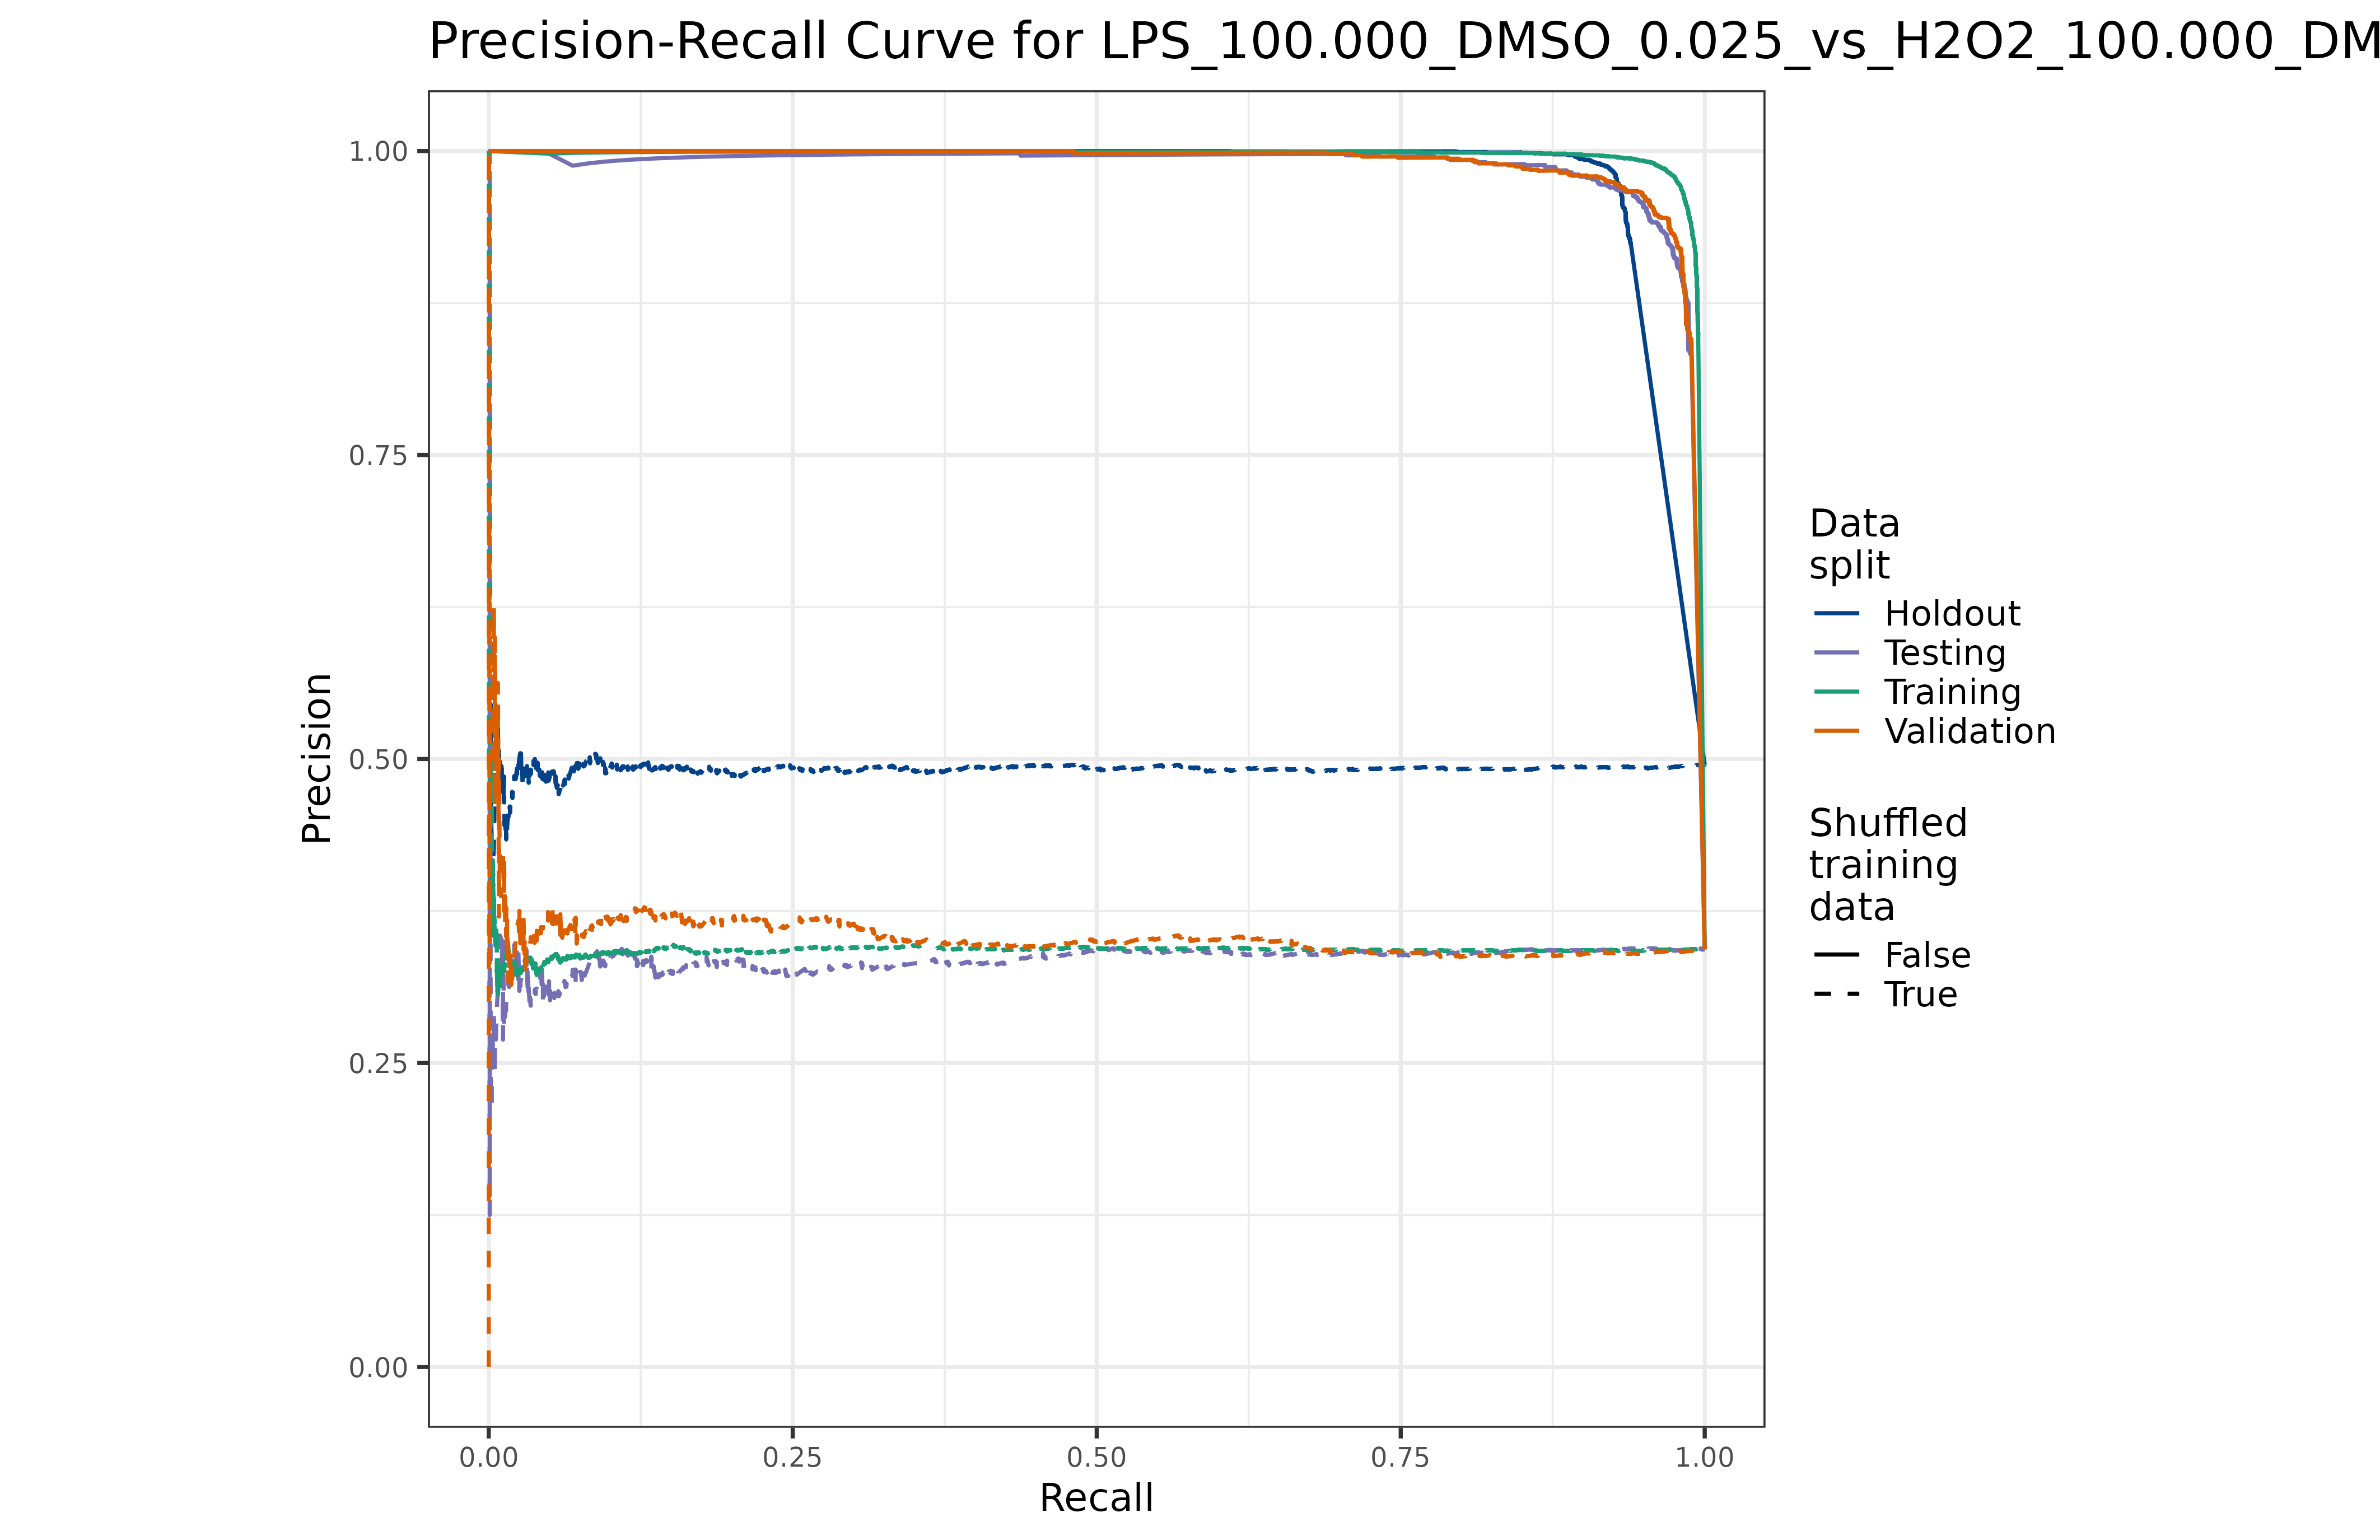 Precision-Recall Curve for LPS_100.000_DMSO_0.025_vs_H2O2_100.000_DM
1.00
0.75
0.50
0.25
0.00
Precision
0.00 0.25 0.50 0.75 1.00
Recall
Data
split
Holdout
Testing
Training
Validation
Shuffled
training
data
False
True